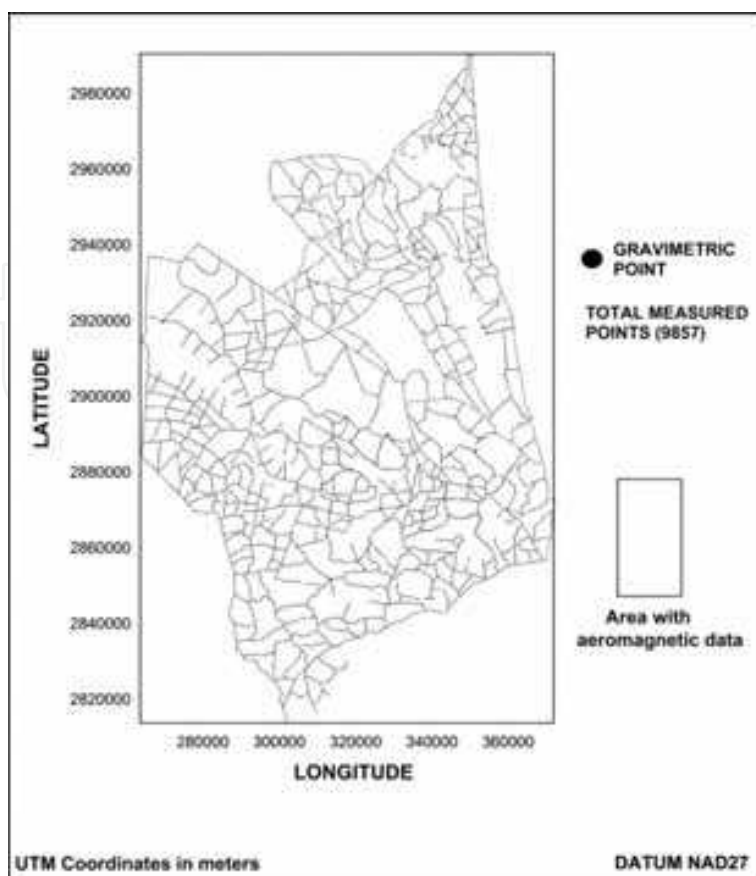 2980000
2960000
2940000
2920000
2900000
2880000
2860000
2840000
2820000
LATITUDE
280000 300000 320000 340000 360000
LONGITUDE
GRAVIMETRIC
POINT
TOTAL MEASURED
POINTS (9857)
Area with
aeromagnetic data
UTM Coordinates in meters
DATUM NAD27